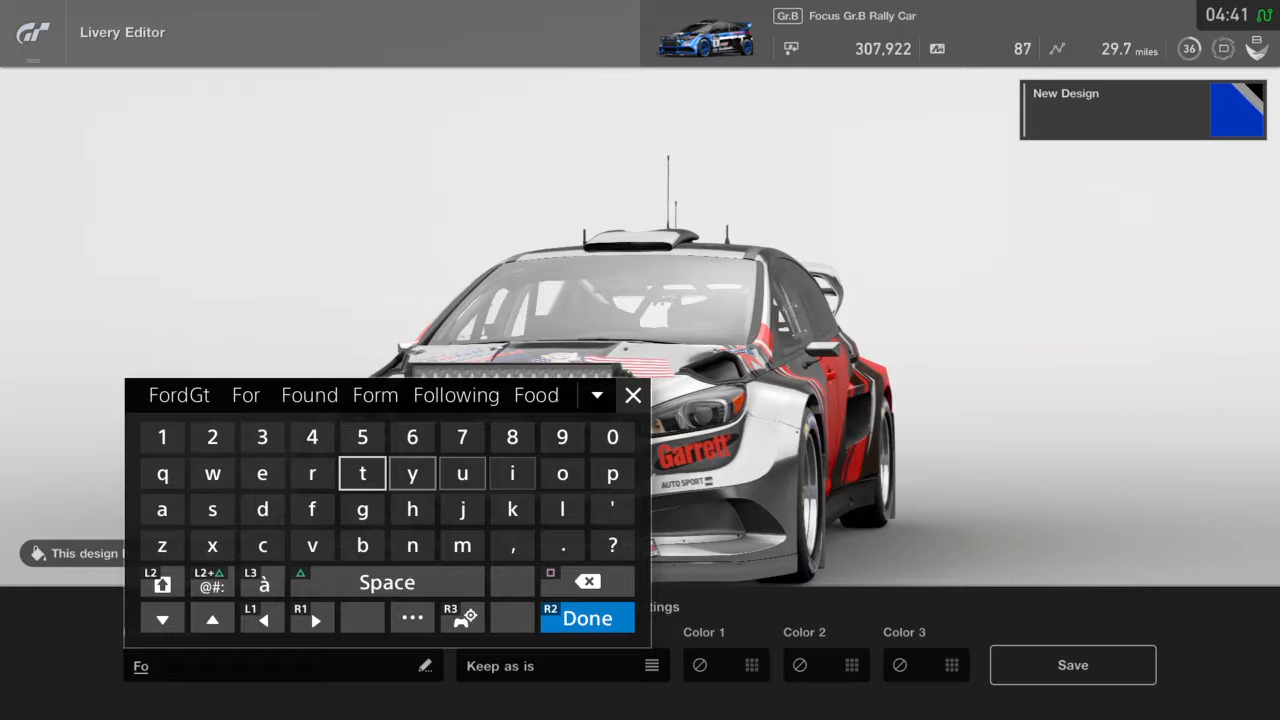 GT
Livery Editor
Gr.B Focus Gr.B Rally Car
307,922 87 29.7 miles 36
04:41
New Design
FordGt For Found Form Following Food
1 2 3 4 5 6 7 8 9 0
q w e r t y u i o p
a s d f g h j k l '
z x c v b n m , . ?
L2 L2+△ @#: L3 à △ Space
L1 R1 ... R3 R2 Done
Garrett
AUTO SPORT
This design
tings
Color 1 Color 2 Color 3
Fo
Keep as is
Save